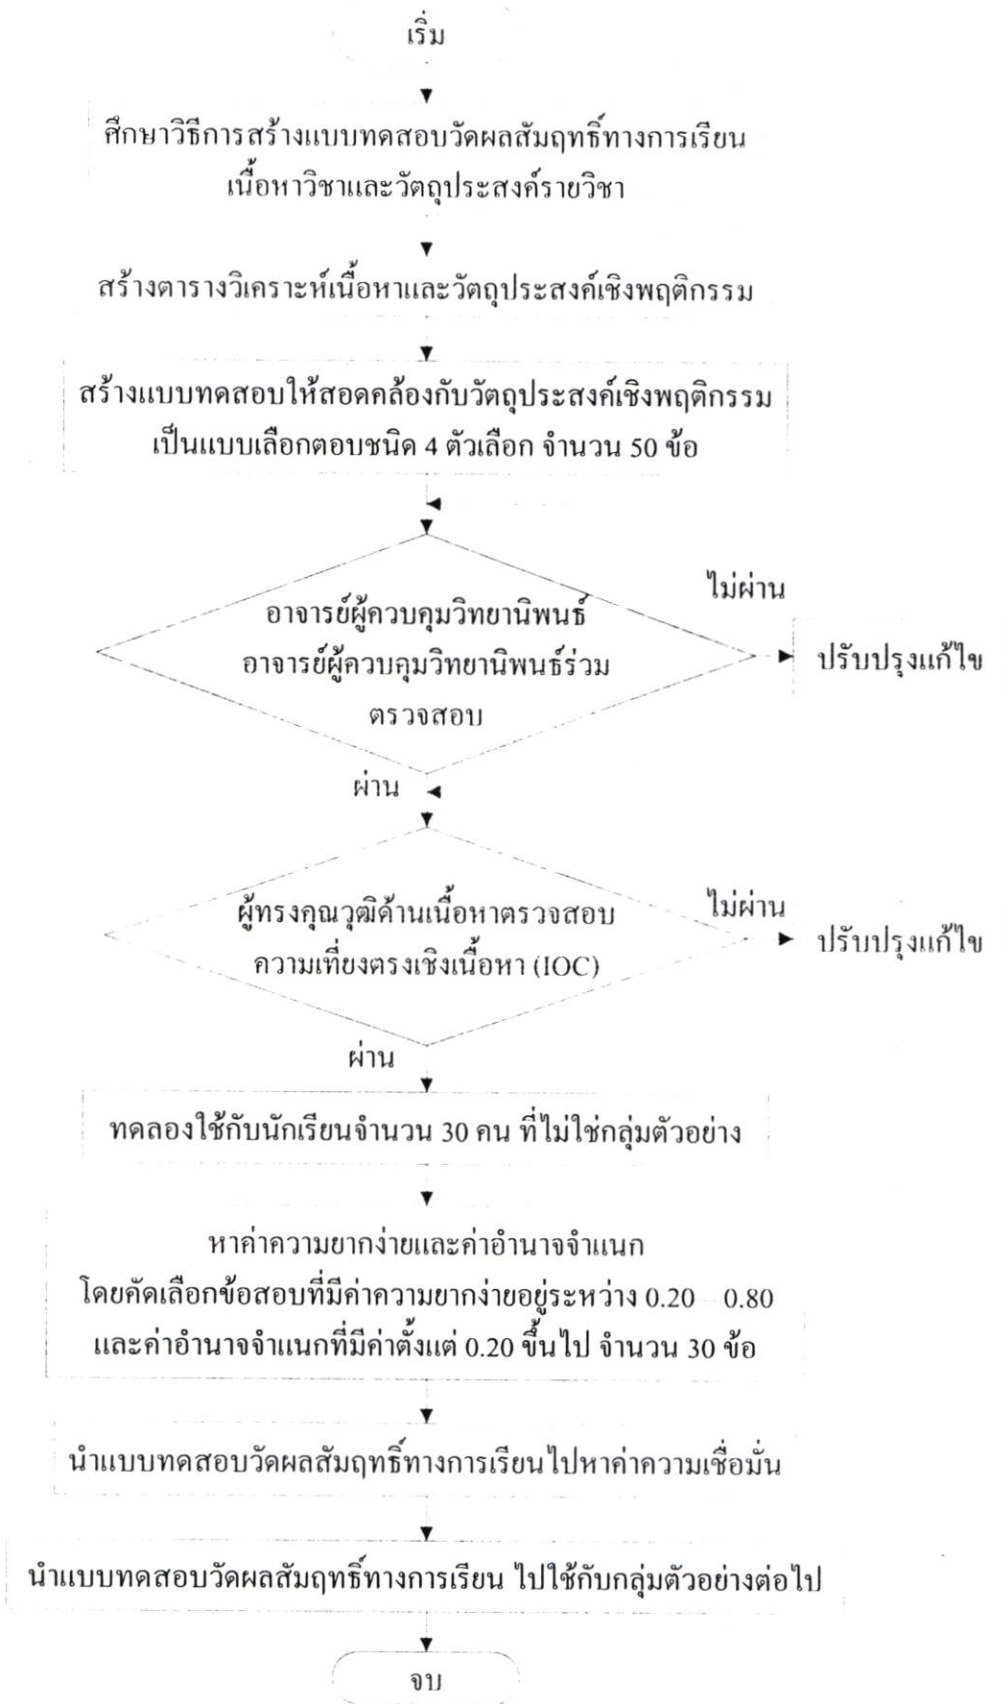 เริ่ม
ศึกษาวิธีการสร้างแบบทดสอบวัดผลสัมฤทธิ์ทางการเรียน
เนื้อหาวิชาและวัตถุประสงค์รายวิชา
สร้างตารางวิเคราะห์เนื้อหาและวัตถุประสงค์เชิงพฤติกรรม
สร้างแบบทดสอบให้สอดคล้องกับวัตถุประสงค์เชิงพฤติกรรม
เป็นแบบเลือกตอบชนิด 4 ตัวเลือก จำนวน 50 ข้อ
ไม่ผ่าน
อาจารย์ผู้ควบคุมวิทยานิพนธ์
อาจารย์ผู้ควบคุมวิทยานิพนธ์ร่วม
ตรวจสอบ
ปรับปรุงแก้ไข
ผ่าน
ไม่ผ่าน
ผู้ทรงคุณวุฒิด้านเนื้อหาตรวจสอบ
ความเที่ยงตรงเชิงเนื้อหา (IOC)
ปรับปรุงแก้ไข
ผ่าน
ทดลองใช้กับนักเรียนจำนวน 30 คน ที่ไม่ใช่กลุ่มตัวอย่าง
หาค่าความยากง่ายและค่าอำนาจจำแนก
โดยคัดเลือกข้อสอบที่มีค่าความยากง่ายอยู่ระหว่าง 0.20 – 0.80
และค่าอำนาจจำแนกที่มีค่าตั้งแต่ 0.20 ขึ้นไป จำนวน 30 ข้อ
นำแบบทดสอบวัดผลสัมฤทธิ์ทางการเรียนไปหาค่าความเชื่อมั่น
นำแบบทดสอบวัดผลสัมฤทธิ์ทางการเรียน ไปใช้กับกลุ่มตัวอย่างต่อไป
จบ